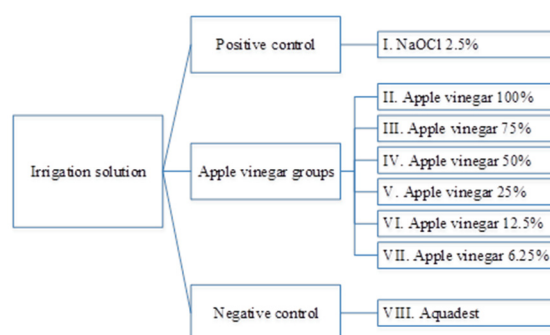 Positive control
I. NaOCl 2.5%
II. Apple vinegar 100%
III. Apple vinegar 75%
IV. Apple vinegar 50%
Irrigation solution
Apple vinegar groups
V. Apple vinegar 25%
VI. Apple vinegar 12.5%
VII. Apple vinegar 6.25%
Negative control
VIII. Aquadest